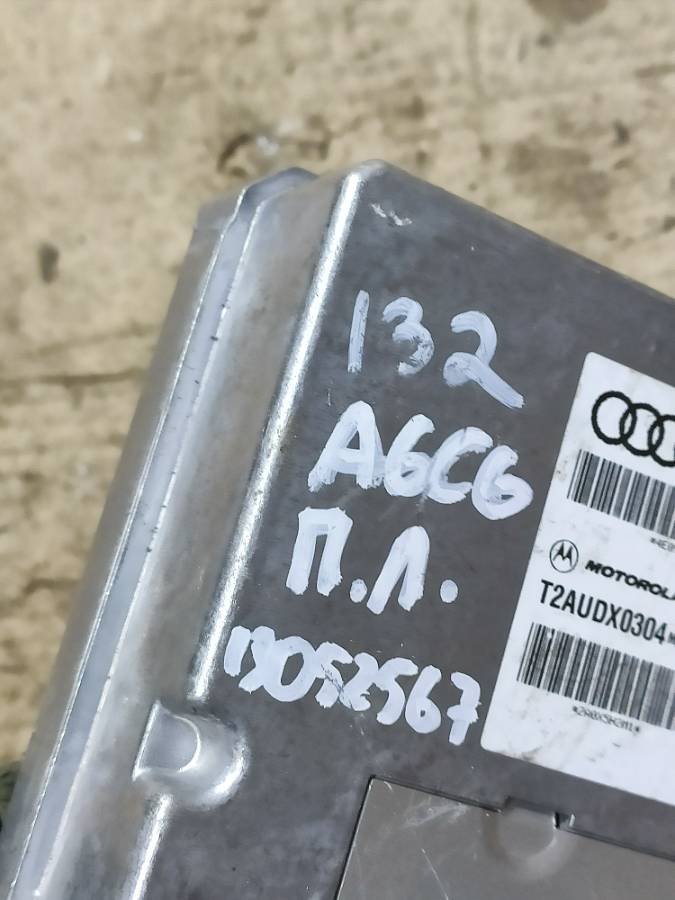 132
A6C6
П.Л.
13052567
MOTOROLA
T2AUDX0304